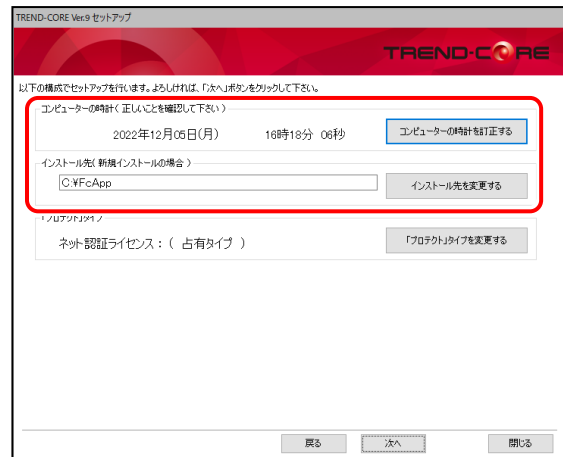 TREND-CORE Ver.9 セットアップ
TREND-CORE
以下の構成でセットアップを行います。よろしければ、「次へ」ボタンをクリックして下さい。
コンピューターの時計( 正しいことを確認して下さい )
2022年12月05日(月) 16時18分 06秒 コンピューターの時計を訂正する
インストール先( 新規インストールの場合 )
C:¥FcApp インストール先を変更する
「プロテクト」タイプ
ネット認証ライセンス : ( 占有タイプ ) 「プロテクト」タイプを変更する
戻る 次へ 閉じる